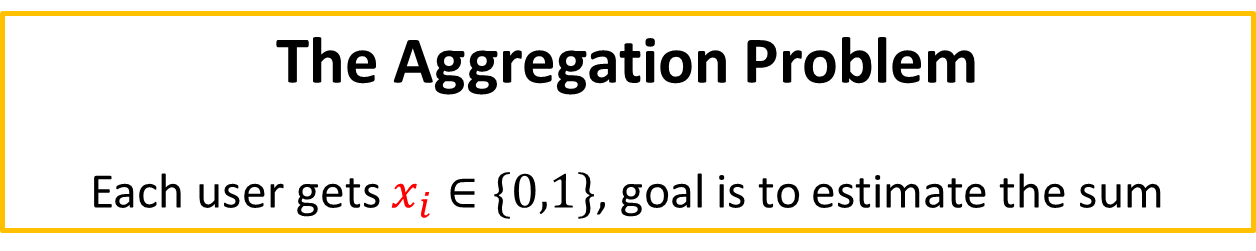 The Aggregation Problem
Each user gets 𝑥ᵢ ∈ {0,1}, goal is to estimate the sum